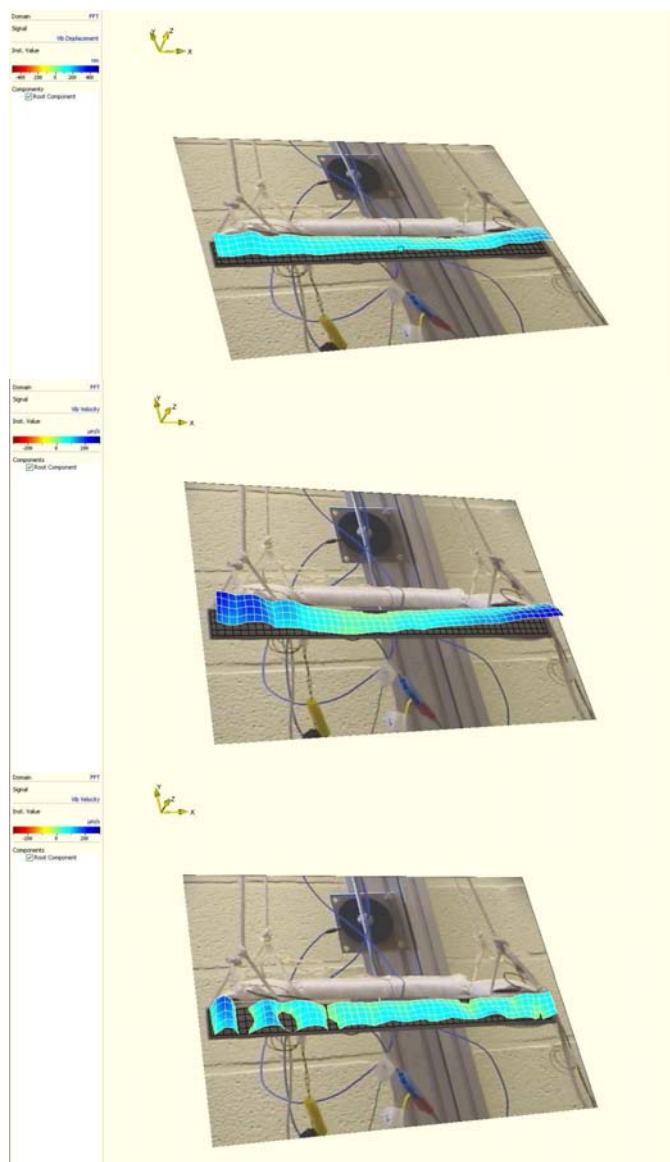 Domain FFT
Signal
Vib Displacement
Inst. Value
nm
-400 -200 0 200 400
Components
Root Component
Y Z
X
Domain FFT
Signal
Vib Velocity
Inst. Value
µm/s
-200 0 200
Components
Root Component
Y Z
X
Domain FFT
Signal
Vib Velocity
Inst. Value
µm/s
-200 0 200
Components
Root Component
Y Z
X